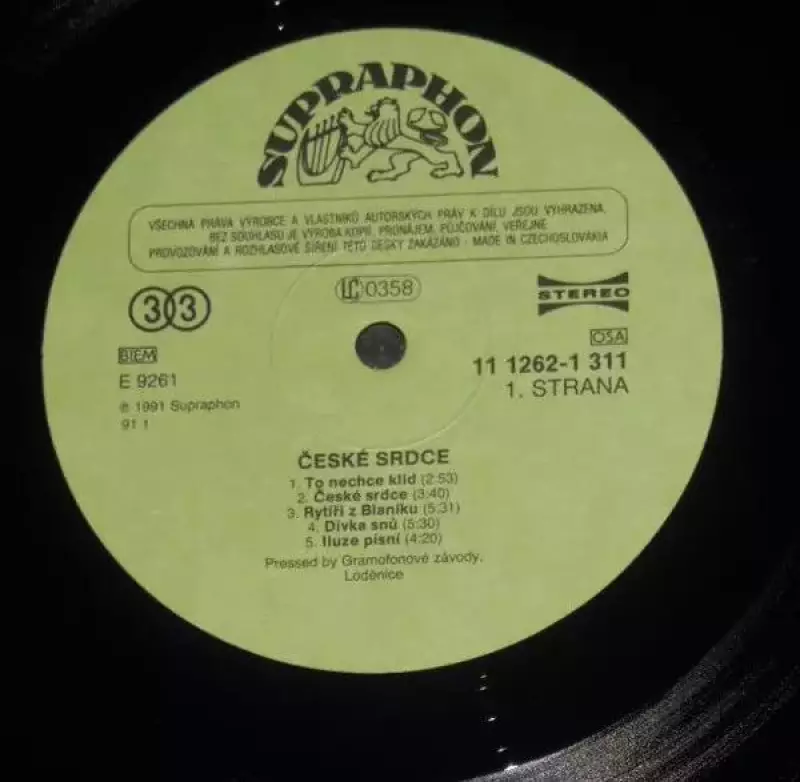 SUPRAPHON
VŠECHNA PRÁVA VÝROBCE A VLASTNÍKŮ AUTORSKÝCH PRÁV K DÍLU JSOU VYHRAZENA.
BEZ SOUHLASU JE VÝROBA KOPIÍ, PRONÁJEM, PŮJČOVÁNÍ, VEŘEJNÉ
PROVOZOVÁNÍ A ROZHLASOVÉ ŠÍŘENÍ TÉTO DESKY ZAKÁZÁNO - MADE IN CZECHOSLOVAKIA
LC 0358
33
STEREO
BIEM
OSA
E 9261
11 1262-1 311
1. STRANA
℗ 1991 Supraphon
91 1
ČESKÉ SRDCE
1. To nechce klid (2:53)
2. České srdce (3:40)
3. Rytíři z Blaníku (5:31)
4. Dívka snů (5:30)
5. Iluze písní (4:20)
Pressed by Gramofonové závody,
Loděnice